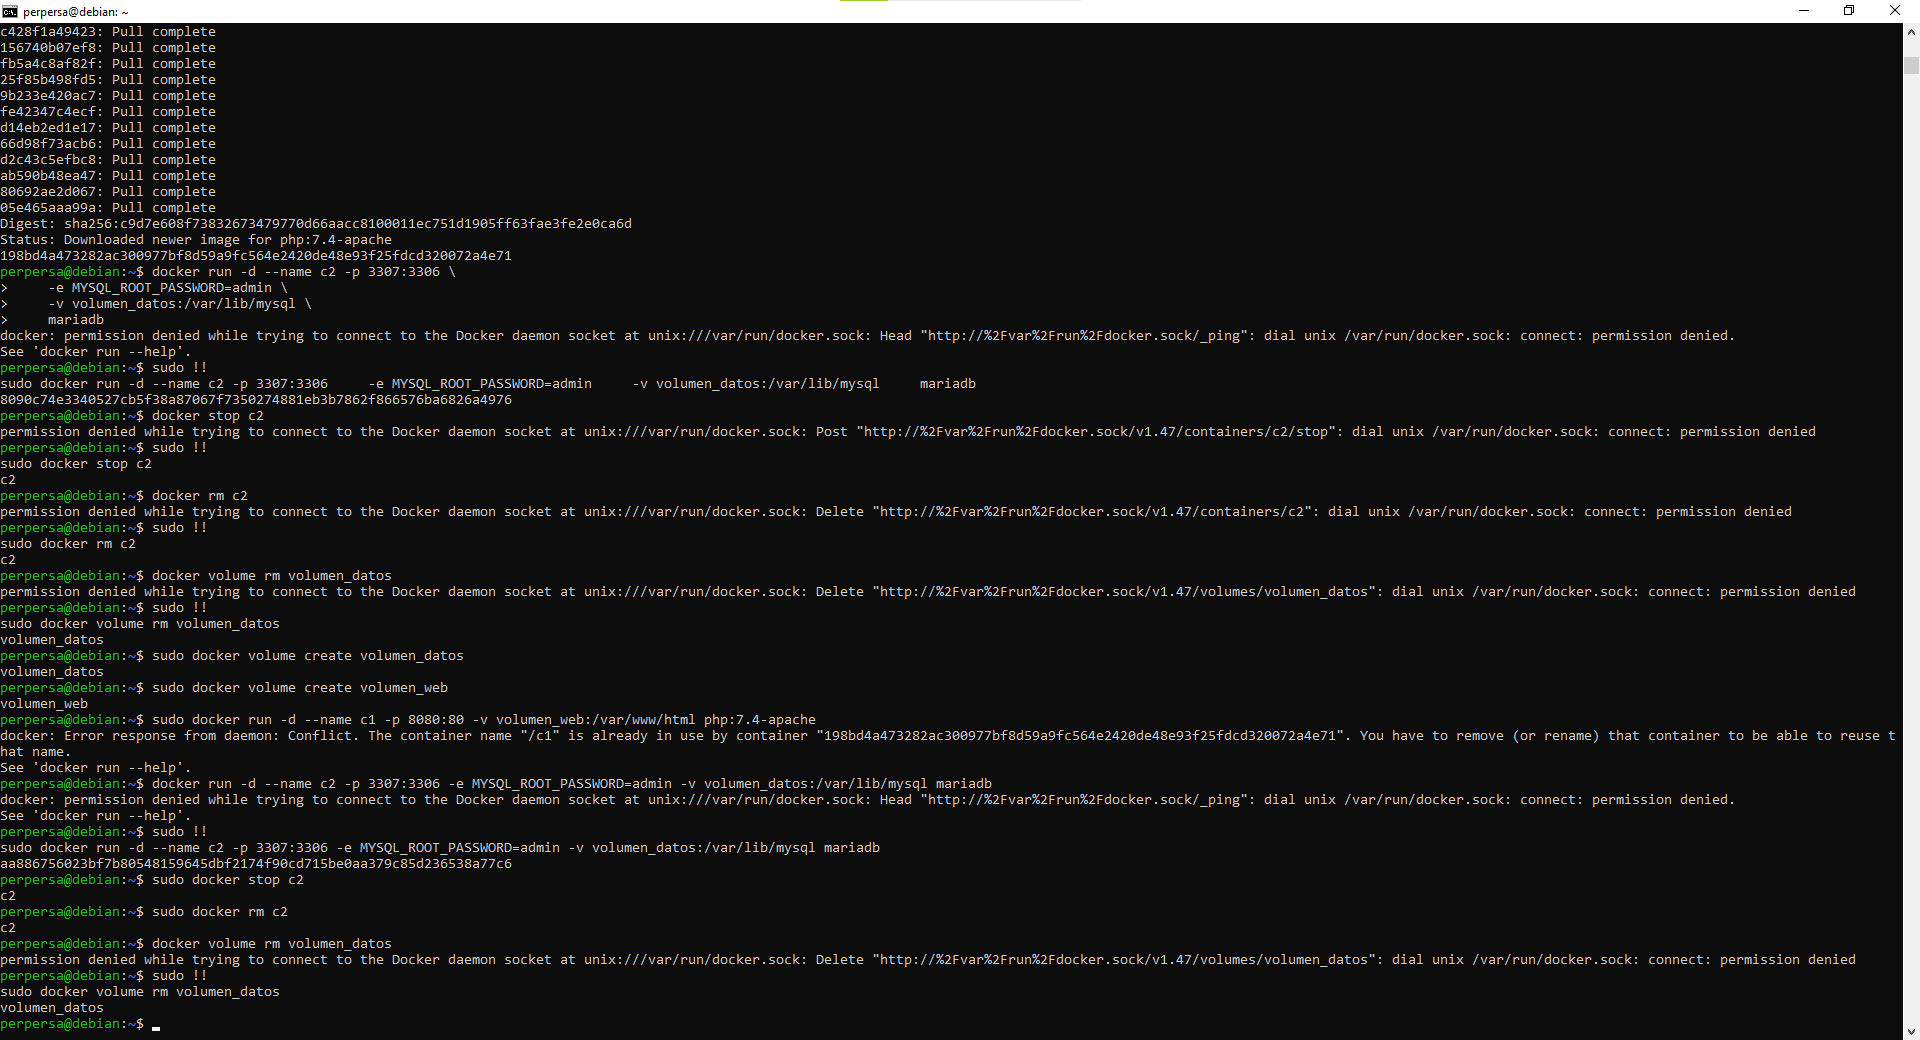 perpersa@debian: ~
c428f1a49423: Pull complete
156740b07ef8: Pull complete
fb5a4c8af82f: Pull complete
25f85b498fd5: Pull complete
9b233e420ac7: Pull complete
fe42347c4ecf: Pull complete
d14eb2ed1e17: Pull complete
66d98f73acb6: Pull complete
d2c43c5efbc8: Pull complete
ab590b48ea47: Pull complete
80692ae2d067: Pull complete
05e465aaa99a: Pull complete
Digest: sha256:c9d7e608f73832673479770d66aacc8100011ec751d1905ff63fae3fe2e0ca6d
Status: Downloaded newer image for php:7.4-apache
198bd4a473282ac300977bf8d59a9fc564e2420de48e93f25fdcd320072a4e71
perpersa@debian:~$ docker run -d --name c2 -p 3307:3306 \
>     -e MYSQL_ROOT_PASSWORD=admin \
>     -v volumen_datos:/var/lib/mysql \
>     mariadb
docker: permission denied while trying to connect to the Docker daemon socket at unix:///var/run/docker.sock: Head "http://%2Fvar%2Frun%2Fdocker.sock/_ping": dial unix /var/run/docker.sock: connect: permission denied.
See 'docker run --help'.
perpersa@debian:~$ sudo !!
sudo docker run -d --name c2 -p 3307:3306     -e MYSQL_ROOT_PASSWORD=admin     -v volumen_datos:/var/lib/mysql     mariadb
8090c74e3340527cb5f38a87067f7350274881eb3b7862f866576ba6826a4976
perpersa@debian:~$ docker stop c2
permission denied while trying to connect to the Docker daemon socket at unix:///var/run/docker.sock: Post "http://%2Fvar%2Frun%2Fdocker.sock/v1.47/containers/c2/stop": dial unix /var/run/docker.sock: connect: permission denied
perpersa@debian:~$ sudo !!
sudo docker stop c2
c2
perpersa@debian:~$ docker rm c2
permission denied while trying to connect to the Docker daemon socket at unix:///var/run/docker.sock: Delete "http://%2Fvar%2Frun%2Fdocker.sock/v1.47/containers/c2": dial unix /var/run/docker.sock: connect: permission denied
perpersa@debian:~$ sudo !!
sudo docker rm c2
c2
perpersa@debian:~$ docker volume rm volumen_datos
permission denied while trying to connect to the Docker daemon socket at unix:///var/run/docker.sock: Delete "http://%2Fvar%2Frun%2Fdocker.sock/v1.47/volumes/volumen_datos": dial unix /var/run/docker.sock: connect: permission denied
perpersa@debian:~$ sudo !!
sudo docker volume rm volumen_datos
volumen_datos
perpersa@debian:~$ sudo docker volume create volumen_datos
volumen_datos
perpersa@debian:~$ sudo docker volume create volumen_web
volumen_web
perpersa@debian:~$ sudo docker run -d --name c1 -p 8080:80 -v volumen_web:/var/www/html php:7.4-apache
docker: Error response from daemon: Conflict. The container name "/c1" is already in use by container "198bd4a473282ac300977bf8d59a9fc564e2420de48e93f25fdcd320072a4e71". You have to remove (or rename) that container to be able to reuse t
hat name.
See 'docker run --help'.
perpersa@debian:~$ docker run -d --name c2 -p 3307:3306 -e MYSQL_ROOT_PASSWORD=admin -v volumen_datos:/var/lib/mysql mariadb
docker: permission denied while trying to connect to the Docker daemon socket at unix:///var/run/docker.sock: Head "http://%2Fvar%2Frun%2Fdocker.sock/_ping": dial unix /var/run/docker.sock: connect: permission denied.
See 'docker run --help'.
perpersa@debian:~$ sudo !!
sudo docker run -d --name c2 -p 3307:3306 -e MYSQL_ROOT_PASSWORD=admin -v volumen_datos:/var/lib/mysql mariadb
aa886756023bf7b80548159645dbf2174f90cd715be0aa379c85d236538a77c6
perpersa@debian:~$ sudo docker stop c2
c2
perpersa@debian:~$ sudo docker rm c2
c2
perpersa@debian:~$ docker volume rm volumen_datos
permission denied while trying to connect to the Docker daemon socket at unix:///var/run/docker.sock: Delete "http://%2Fvar%2Frun%2Fdocker.sock/v1.47/volumes/volumen_datos": dial unix /var/run/docker.sock: connect: permission denied
perpersa@debian:~$ sudo !!
sudo docker volume rm volumen_datos
volumen_datos
perpersa@debian:~$